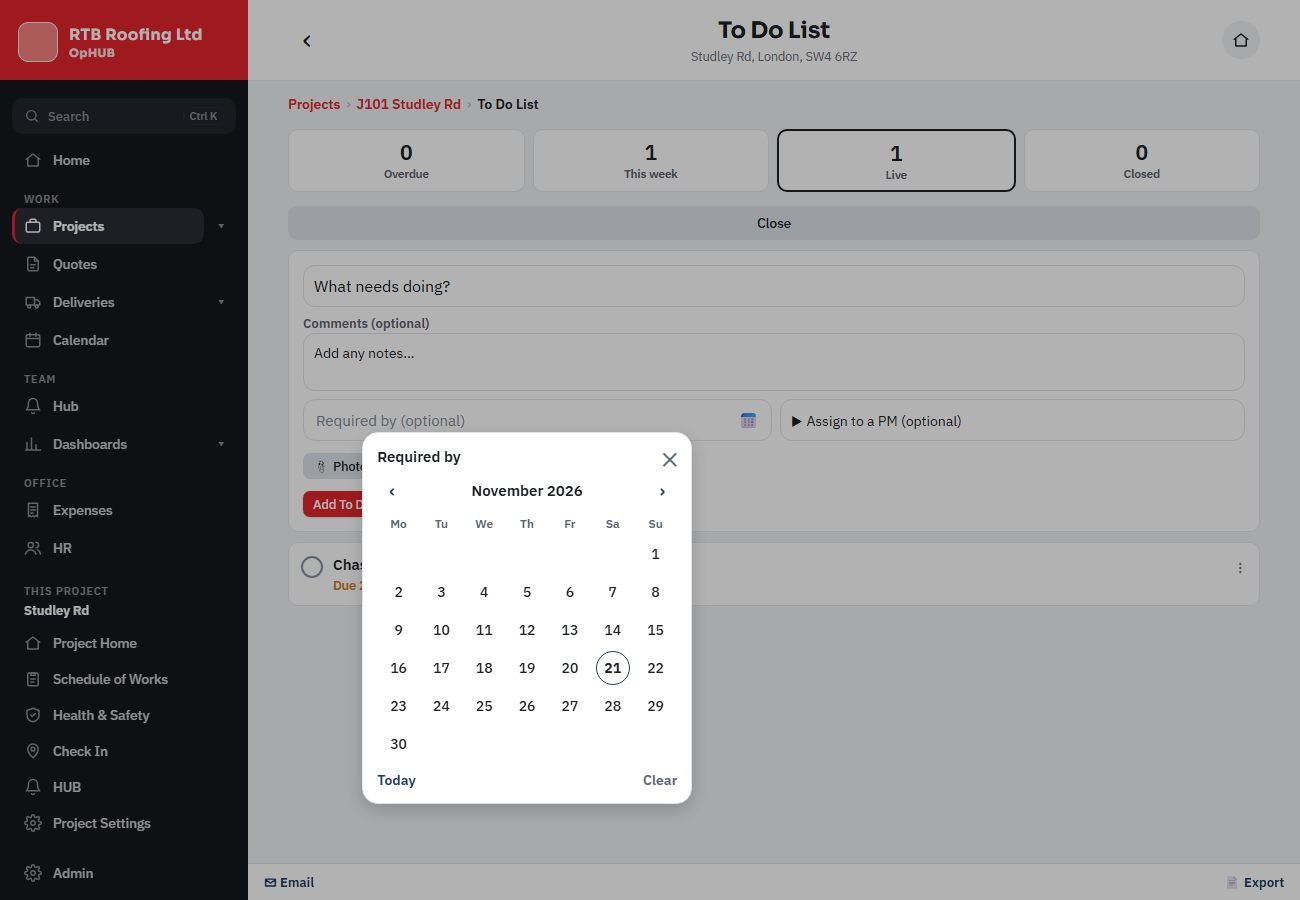 RTB Roofing Ltd
OpHUB
Search Ctrl K
Home
WORK
Projects
Quotes
Deliveries
Calendar
TEAM
Hub
Dashboards
OFFICE
Expenses
HR
THIS PROJECT
Studley Rd
Project Home
Schedule of Works
Health & Safety
Check In
HUB
Project Settings
Admin
To Do List
Studley Rd, London, SW4 6RZ
Projects › J101 Studley Rd › To Do List
0 1 1 0
Overdue This week Live Closed
Close
What needs doing?
Comments (optional)
Add any notes...
Required by (optional) Assign to a PM (optional)
Add To
Required by
November 2026
Mo Tu We Th Fr Sa Su
1
2 3 4 5 6 7 8
9 10 11 12 13 14 15
16 17 18 19 20 21 22
23 24 25 26 27 28 29
30
Today Clear
Due
Email Export